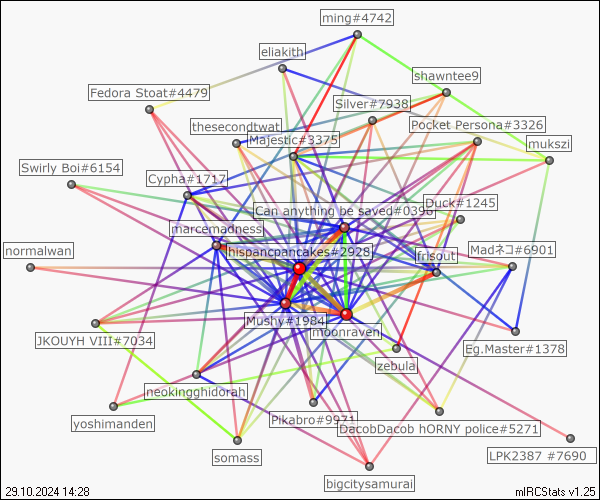 ming#4742
eliakith
shawntee9
Fedora Stoat#4479
Silver#7938
thesecondtwat
Pocket Persona#3326
Majestic#3375
mukszi
Swirly Boi#6154
Cypha#1717
Duck#1245
Can anything be saved#0396
marcemadness
normalwan
hispancpancakes#2928
frisout
Madネコ#6901
Mushy#1984
moonraven
JKOUYH VIII#7034
Eg.Master#1378
zebula
neokingghidorah
yoshimanden
Pikabro#9971
DacobDacob hORNY police#5271
somass
LPK2387 #7690
bigcitysamurai
29.10.2024 14:28
mIRCStats v1.25